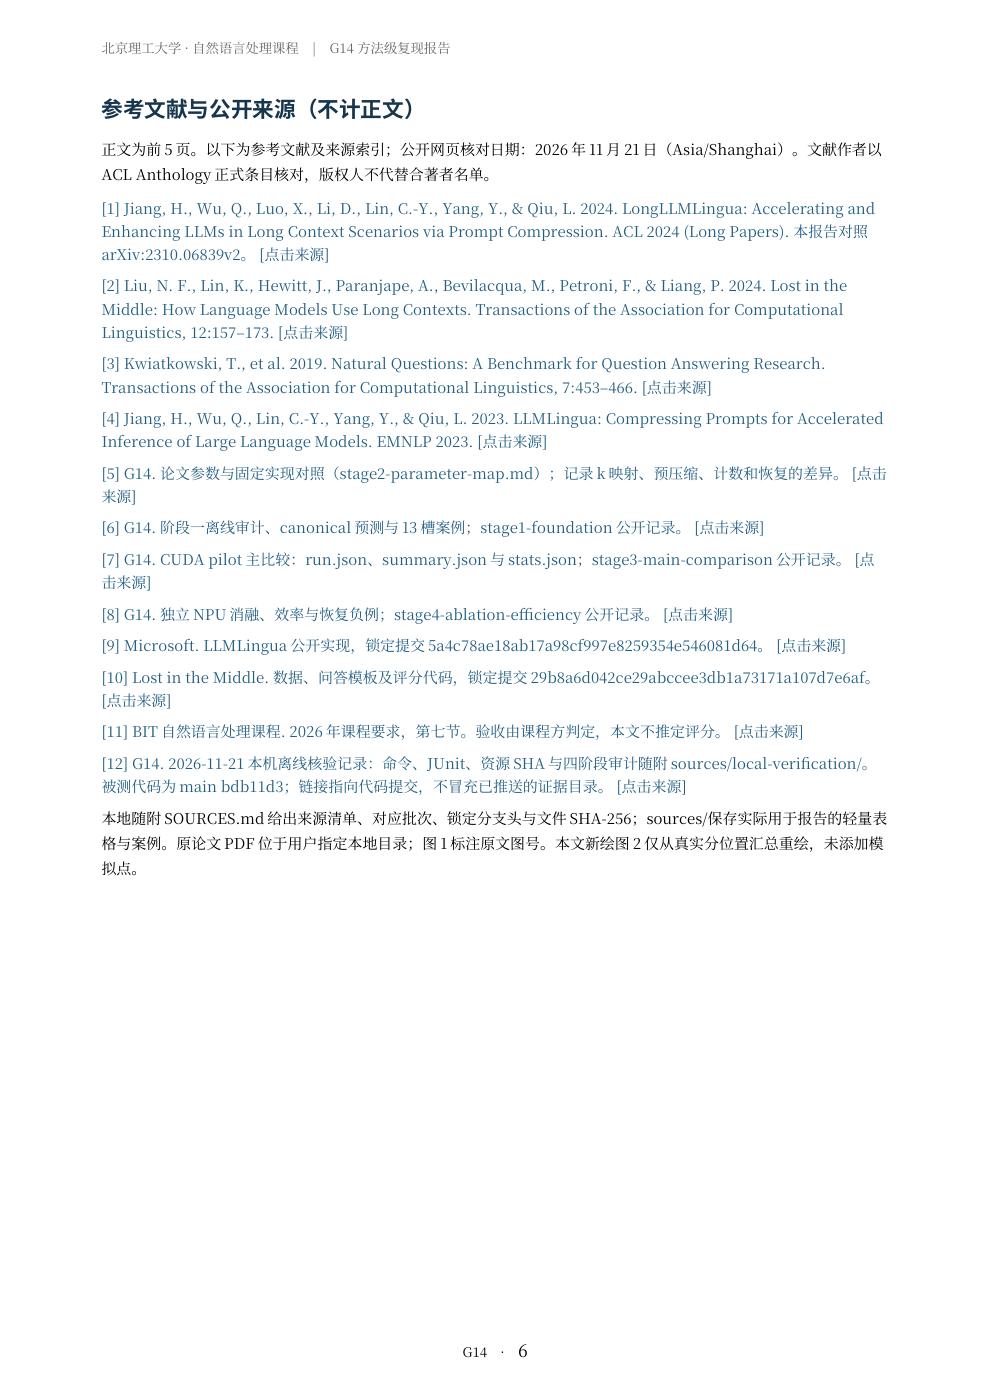 北京理工大学 · 自然语言处理课程 | G14 方法级复现报告
参考文献与公开来源（不计正文）
正文为前 5 页。以下为参考文献及来源索引；公开网页核对日期：2026 年 11 月 21 日（Asia/Shanghai）。文献作者以
ACL Anthology 正式条目核对，版权人不代替合著者名单。
[1] Jiang, H., Wu, Q., Luo, X., Li, D., Lin, C.-Y., Yang, Y., & Qiu, L. 2024. LongLLMLingua: Accelerating and
Enhancing LLMs in Long Context Scenarios via Prompt Compression. ACL 2024 (Long Papers). 本报告对照
arXiv:2310.06839v2。 [点击来源]
[2] Liu, N. F., Lin, K., Hewitt, J., Paranjape, A., Bevilacqua, M., Petroni, F., & Liang, P. 2024. Lost in the
Middle: How Language Models Use Long Contexts. Transactions of the Association for Computational
Linguistics, 12:157–173. [点击来源]
[3] Kwiatkowski, T., et al. 2019. Natural Questions: A Benchmark for Question Answering Research.
Transactions of the Association for Computational Linguistics, 7:453–466. [点击来源]
[4] Jiang, H., Wu, Q., Lin, C.-Y., Yang, Y., & Qiu, L. 2023. LLMLingua: Compressing Prompts for Accelerated
Inference of Large Language Models. EMNLP 2023. [点击来源]
[5] G14. 论文参数与固定实现对照（stage2-parameter-map.md）；记录 k 映射、预压缩、计数和恢复的差异。 [点击
来源]
[6] G14. 阶段一离线审计、canonical 预测与 13 槽案例；stage1-foundation 公开记录。 [点击来源]
[7] G14. CUDA pilot 主比较：run.json、summary.json 与 stats.json；stage3-main-comparison 公开记录。 [点
击来源]
[8] G14. 独立 NPU 消融、效率与恢复负例；stage4-ablation-efficiency 公开记录。 [点击来源]
[9] Microsoft. LLMLingua 公开实现，锁定提交 5a4c78ae18ab17a98cf997e8259354e546081d64。 [点击来源]
[10] Lost in the Middle. 数据、问答模板及评分代码，锁定提交 29b8a6d042ce29abccee3db1a73171a107d7e6af。
[点击来源]
[11] BIT 自然语言处理课程. 2026 年课程要求，第七节。验收由课程方判定，本文不推定评分。 [点击来源]
[12] G14. 2026-11-21 本机离线核验记录：命令、JUnit、资源 SHA 与四阶段审计随附 sources/local-verification/。
被测代码为 main bdb11d3；链接指向代码提交，不冒充已推送的证据目录。 [点击来源]
本地随附 SOURCES.md 给出来源清单、对应批次、锁定分支头与文件 SHA-256；sources/保存实际用于报告的轻量表
格与案例。原论文 PDF 位于用户指定本地目录；图 1 标注原文图号。本文新绘图 2 仅从真实分位置汇总重绘，未添加模
拟点。
G14 · 6